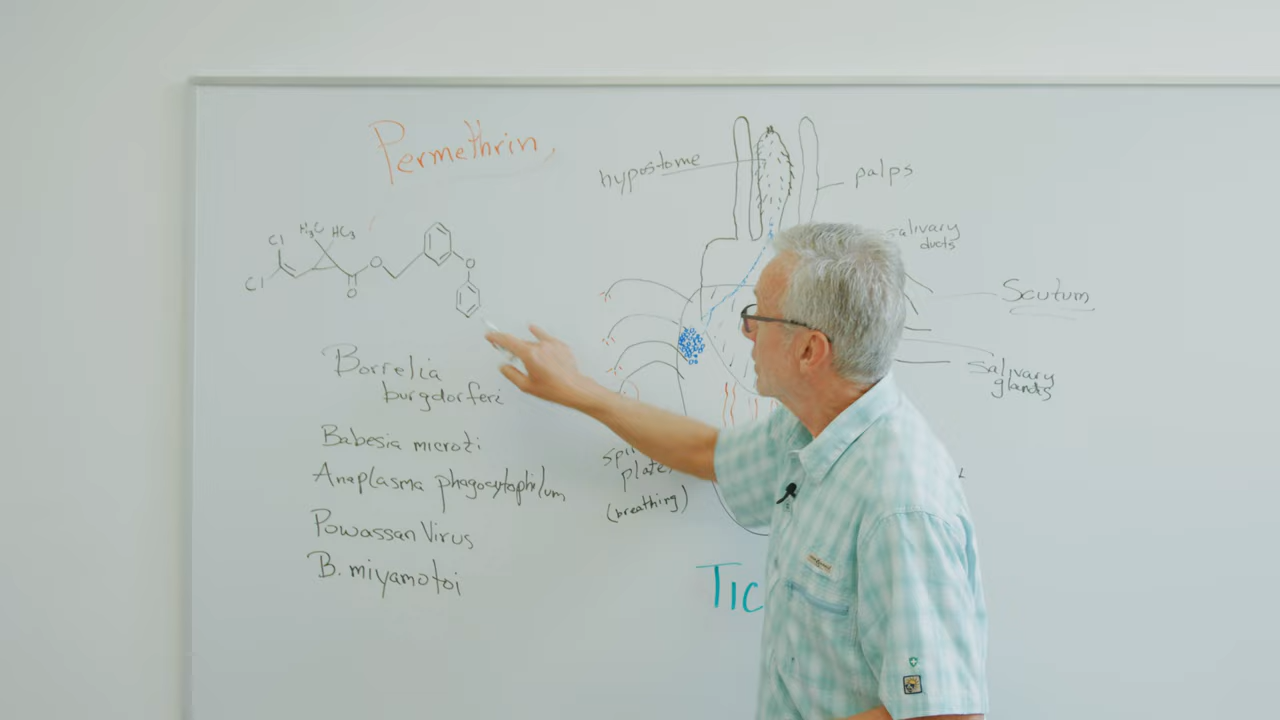 Permethrin,
hypostome
palps
salivary
ducts
Cl
H₃C
HC₃
Cl
O
O
O
Scutum
Borrelia
burgdorferi
Salivary
glands
Babesia microti
Anaplasma phagocytophilum
plate
(breathing)
Powassan Virus
B. miyamotoi
TIC